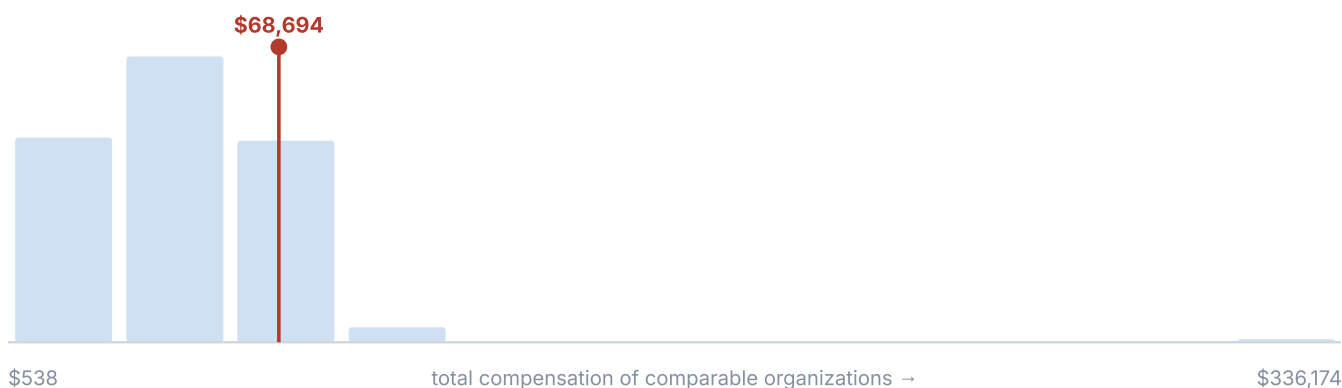 $68,694
$538
total compensation of comparable organizations →
$336,174